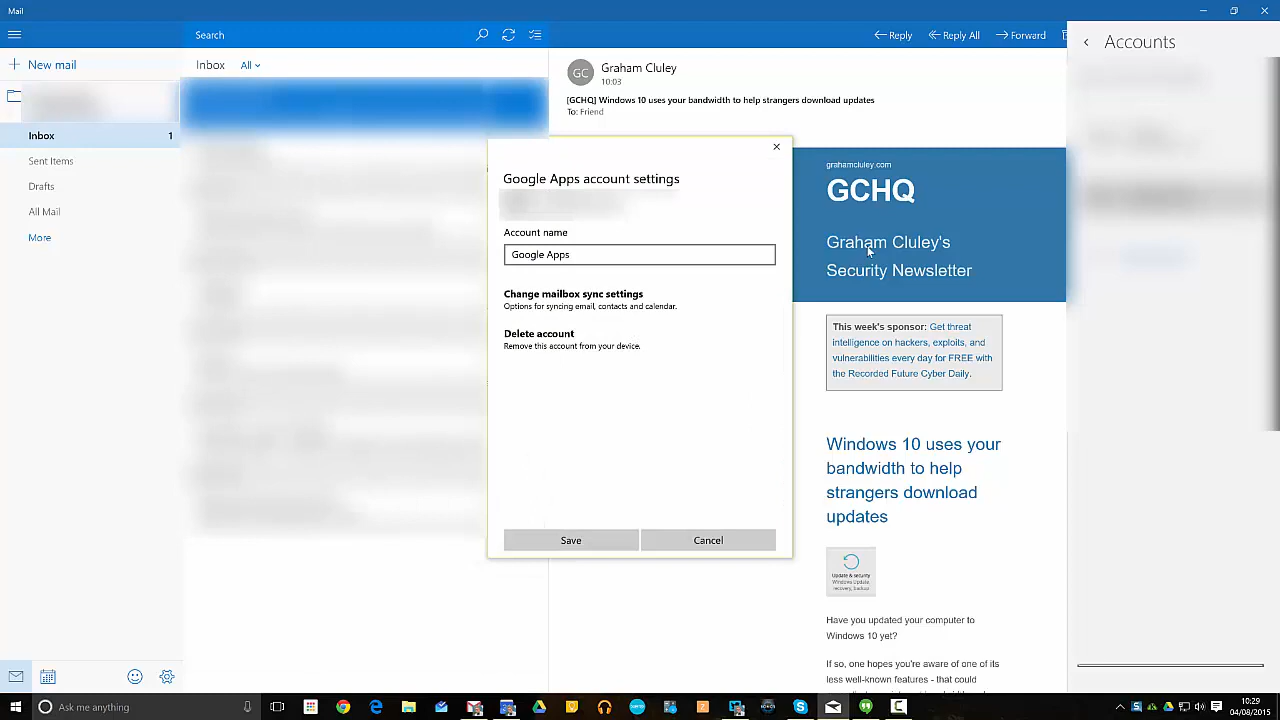 Mail
Search
Reply
Reply All
Forward
Accounts
New mail
Inbox
All
GC
Graham Cluley
10:03
[GCHQ] Windows 10 uses your bandwidth to help strangers download updates
To: Friend
Inbox
1
Sent Items
Drafts
All Mail
More
Google Apps account settings
Account name
Google Apps
Change mailbox sync settings
Options for syncing email, contacts and calendar.
Delete account
Remove this account from your device.
Save
Cancel
grahamcluley.com
GCHQ
Graham Cluley's
Security Newsletter
This week's sponsor: Get threat
intelligence on hackers, exploits, and
vulnerabilities every day for FREE with
the Recorded Future Cyber Daily.
Windows 10 uses your
bandwidth to help
strangers download
updates
Update & security
Windows Update,
recovery, backup
Have you updated your computer to
Windows 10 yet?
If so, one hopes you're aware of one of its
less well-known features - that could
Ask me anything
10:29
04/08/2015